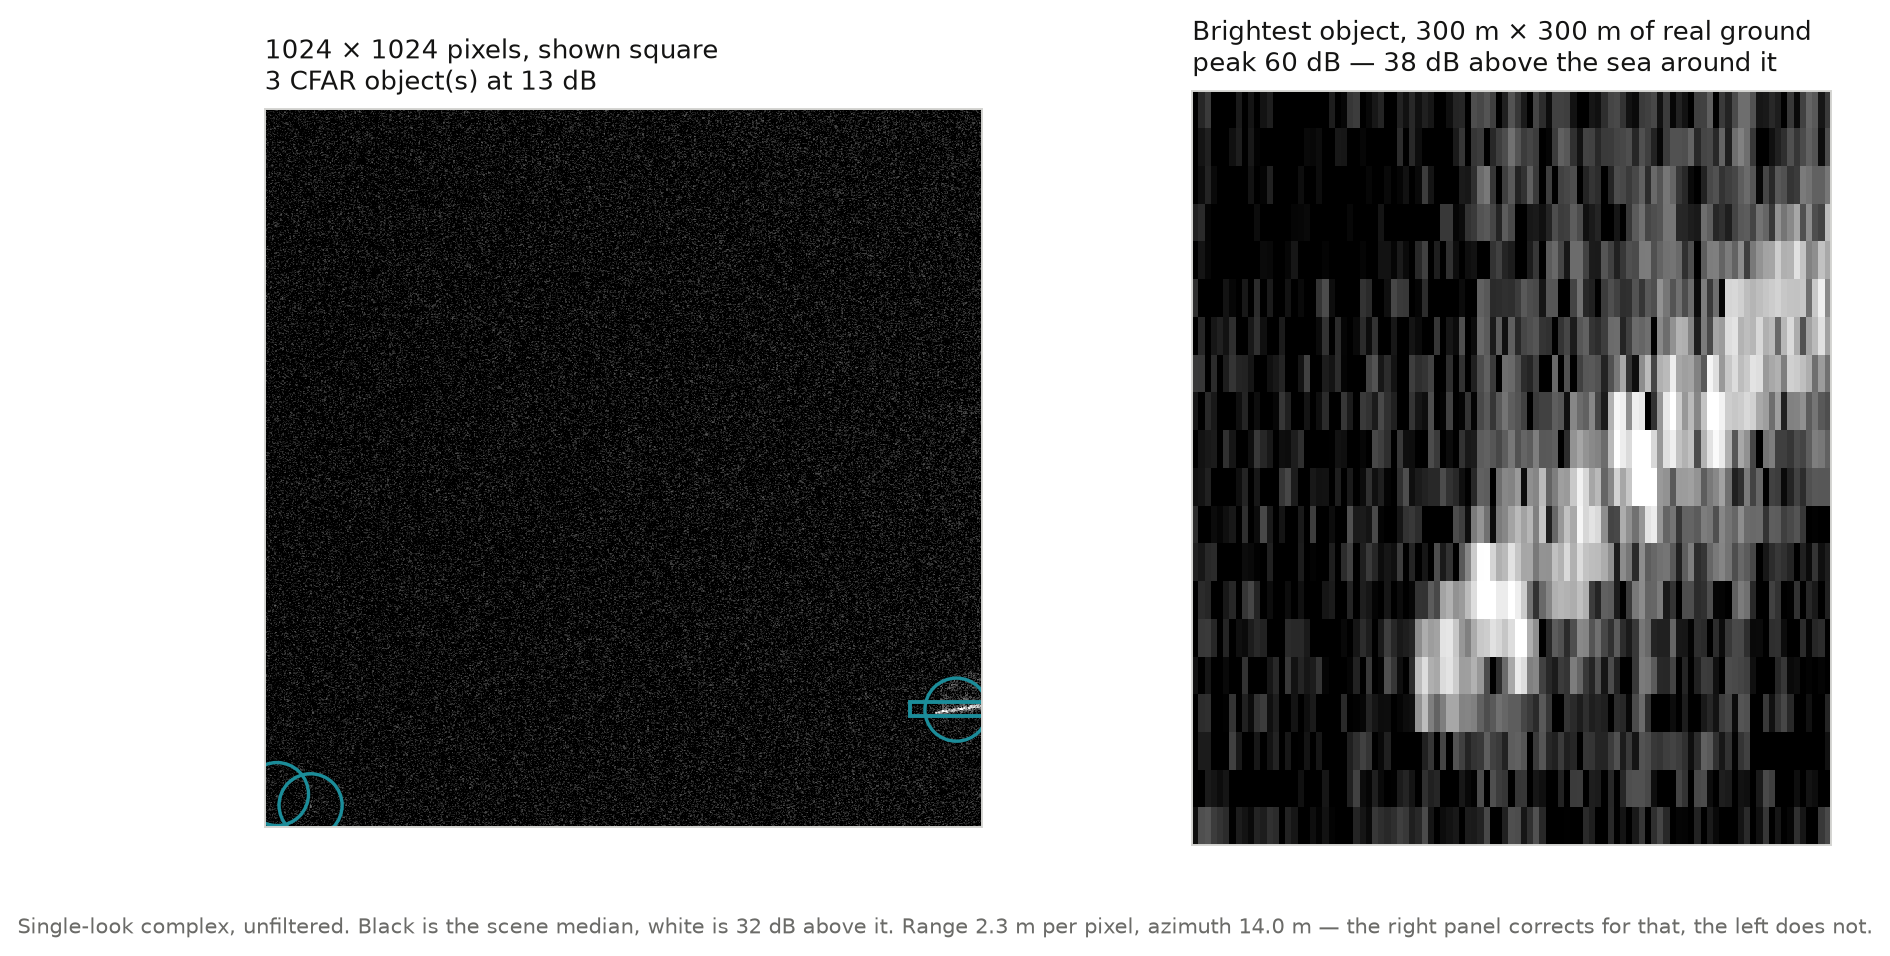 1024 × 1024 pixels, shown square
3 CFAR object(s) at 13 dB
Brightest object, 300 m × 300 m of real ground
peak 60 dB — 38 dB above the sea around it
Single-look complex, unfiltered. Black is the scene median, white is 32 dB above it. Range 2.3 m per pixel, azimuth 14.0 m — the right panel corrects for that, the left does not.